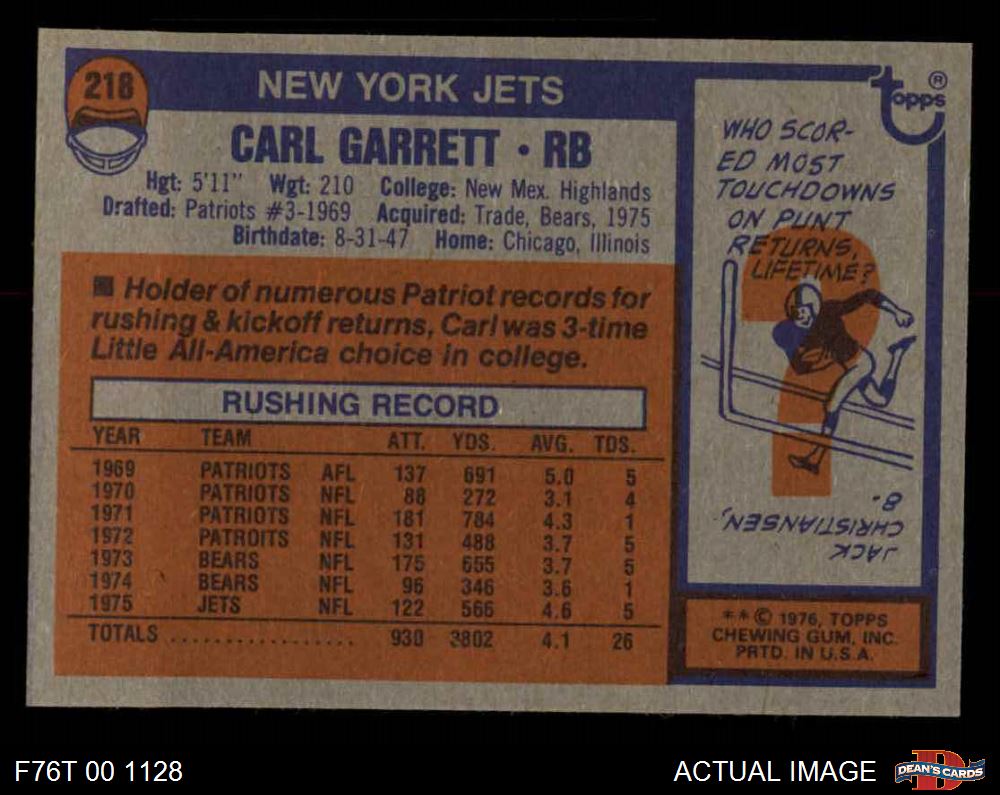 218
NEW YORK JETS
CARL GARRETT • RB
Hgt: 5'11" Wgt: 210 College: New Mex. Highlands
Drafted: Patriots #3-1969 Acquired: Trade, Bears, 1975
Birthdate: 8-31-47 Home: Chicago, Illinois
■ Holder of numerous Patriot records for
rushing & kickoff returns, Carl was 3-time
Little All-America choice in college.
RUSHING RECORD
YEAR TEAM ATT. YDS. AVG. TDS.
1969 PATRIOTS AFL 137 691 5.0 5
1970 PATRIOTS NFL 88 272 3.1 4
1971 PATRIOTS NFL 181 784 4.3 1
1972 PATROITS NFL 131 488 3.7 5
1973 BEARS NFL 175 655 3.7 5
1974 BEARS NFL 96 346 3.6 1
1975 JETS NFL 122 566 4.6 5
TOTALS .................. 930 3802 4.1 26
topps®
WHO SCOR-
ED MOST
TOUCHDOWNS
ON PUNT
RETURNS,
LIFETIME?
?
JACK
CHRISTIANSEN,
8.
** © 1976, TOPPS
CHEWING GUM, INC.
PRTD. IN U.S.A.
F76T 00 1128
ACTUAL IMAGE
D
DEAN'S CARDS